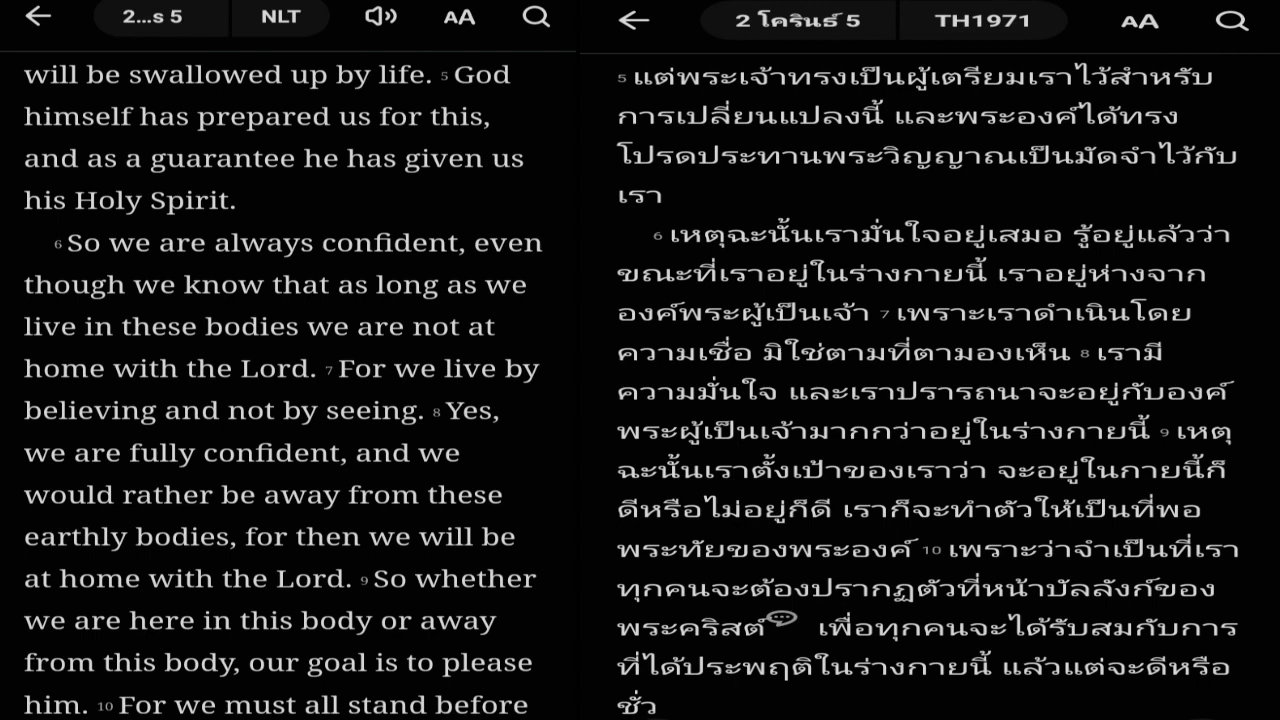 2...s 5 NLT AA
will be swallowed up by life. 5 God
himself has prepared us for this,
and as a guarantee he has given us
his Holy Spirit.
6 So we are always confident, even
though we know that as long as we
live in these bodies we are not at
home with the Lord. 7 For we live by
believing and not by seeing. 8 Yes,
we are fully confident, and we
would rather be away from these
earthly bodies, for then we will be
at home with the Lord. 9 So whether
we are here in this body or away
from this body, our goal is to please
him. 10 For we must all stand before
2 โครินธ์ 5 TH1971 AA
5 แต่พระเจ้าทรงเป็นผู้เตรียมเราไว้สำหรับ
การเปลี่ยนแปลงนี้ และพระองค์ได้ทรง
โปรดประทานพระวิญญาณเป็นมัดจำไว้กับ
เรา
6 เหตุฉะนั้นเรามั่นใจอยู่เสมอ รู้อยู่แล้วว่า
ขณะที่เราอยู่ในร่างกายนี้ เราอยู่ห่างจาก
องค์พระผู้เป็นเจ้า 7 เพราะเราดำเนินโดย
ความเชื่อ มิใช่ตามที่ตามองเห็น 8 เรามี
ความมั่นใจ และเราปรารถนาจะอยู่กับองค์
พระผู้เป็นเจ้ามากกว่าอยู่ในร่างกายนี้ 9 เหตุ
ฉะนั้นเราตั้งเป้าของเราว่า จะอยู่ในกายนี้ก็
ดีหรือไม่อยู่ก็ดี เราก็จะทำตัวให้เป็นที่พอ
พระทัยของพระองค์ 10 เพราะว่าจำเป็นที่เรา
ทุกคนจะต้องปรากฏตัวที่หน้าบัลลังก์ของ
พระคริสต์ เพื่อทุกคนจะได้รับสมกับการ
ที่ได้ประพฤติในร่างกายนี้ แล้วแต่จะดีหรือ
ชั่ว